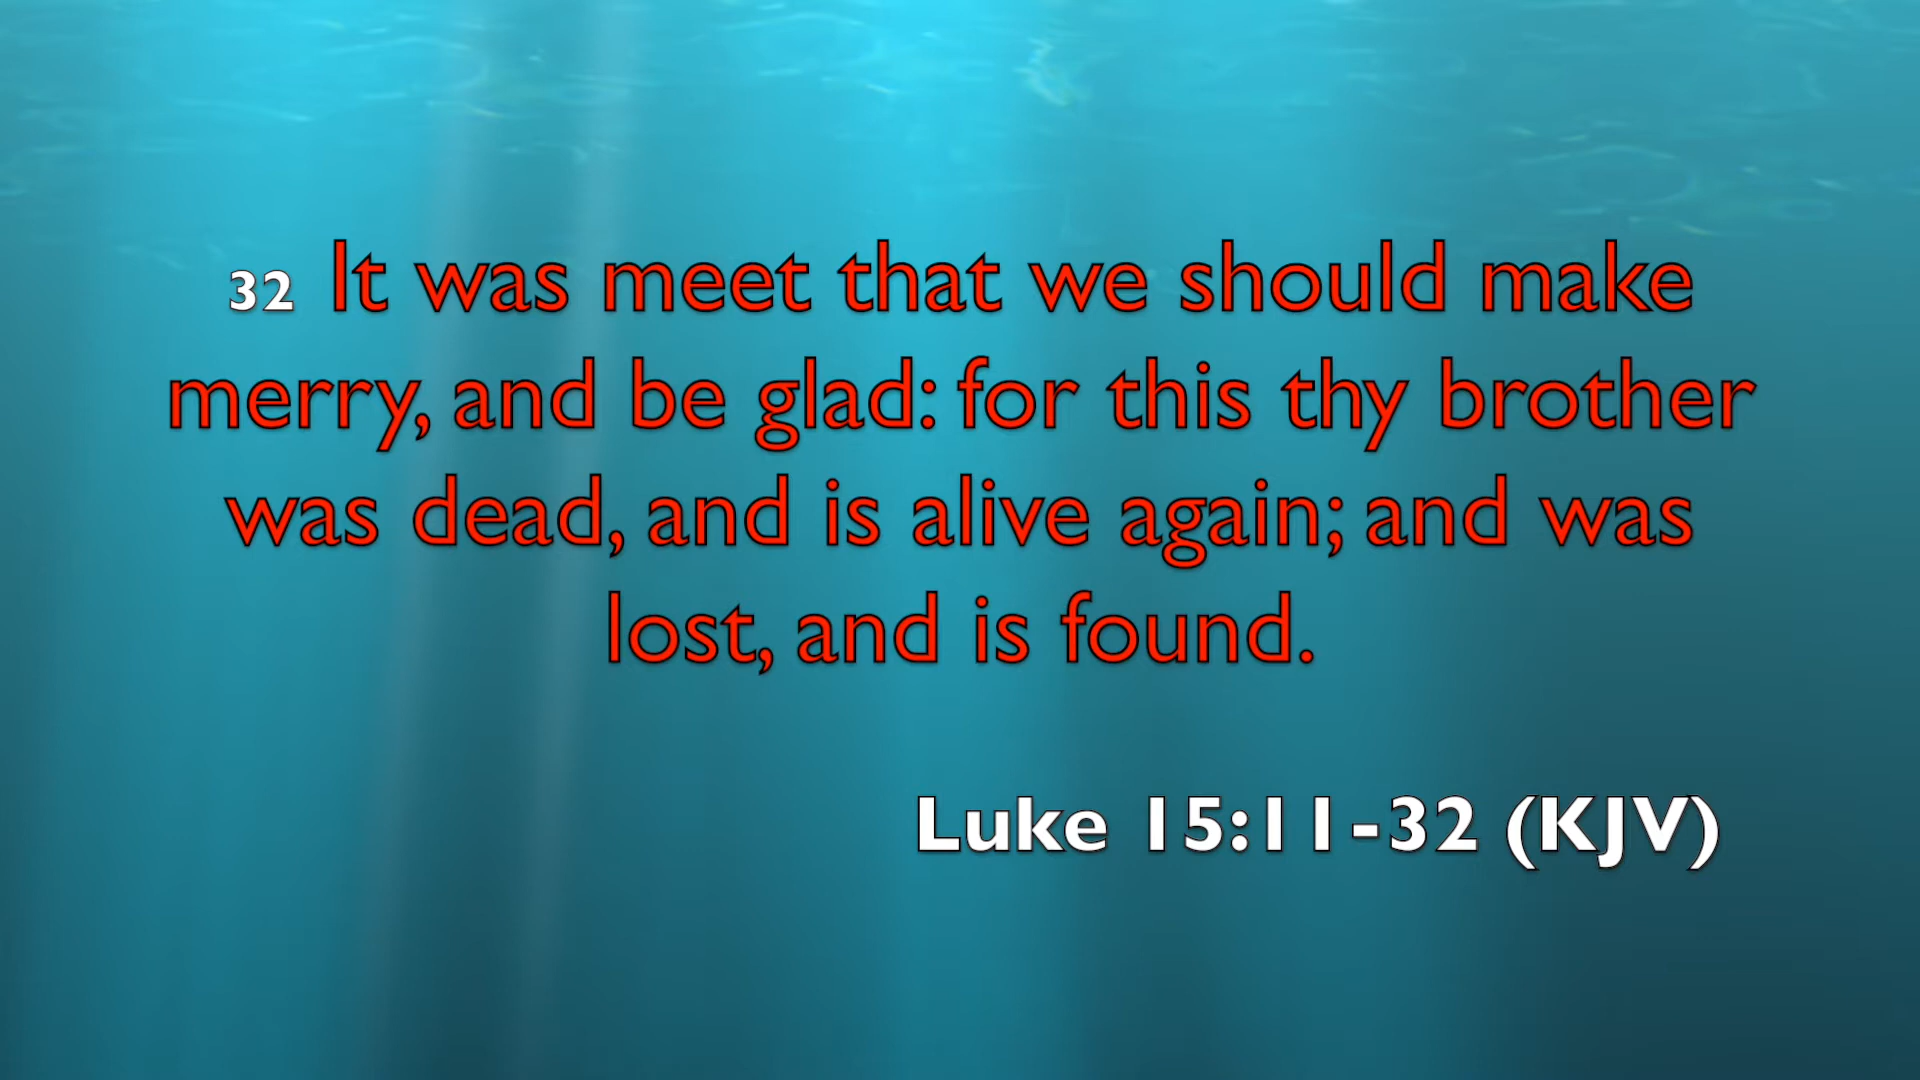 32 It was meet that we should make
merry, and be glad: for this thy brother
was dead, and is alive again; and was
lost, and is found.
Luke 15:11-32 (KJV)